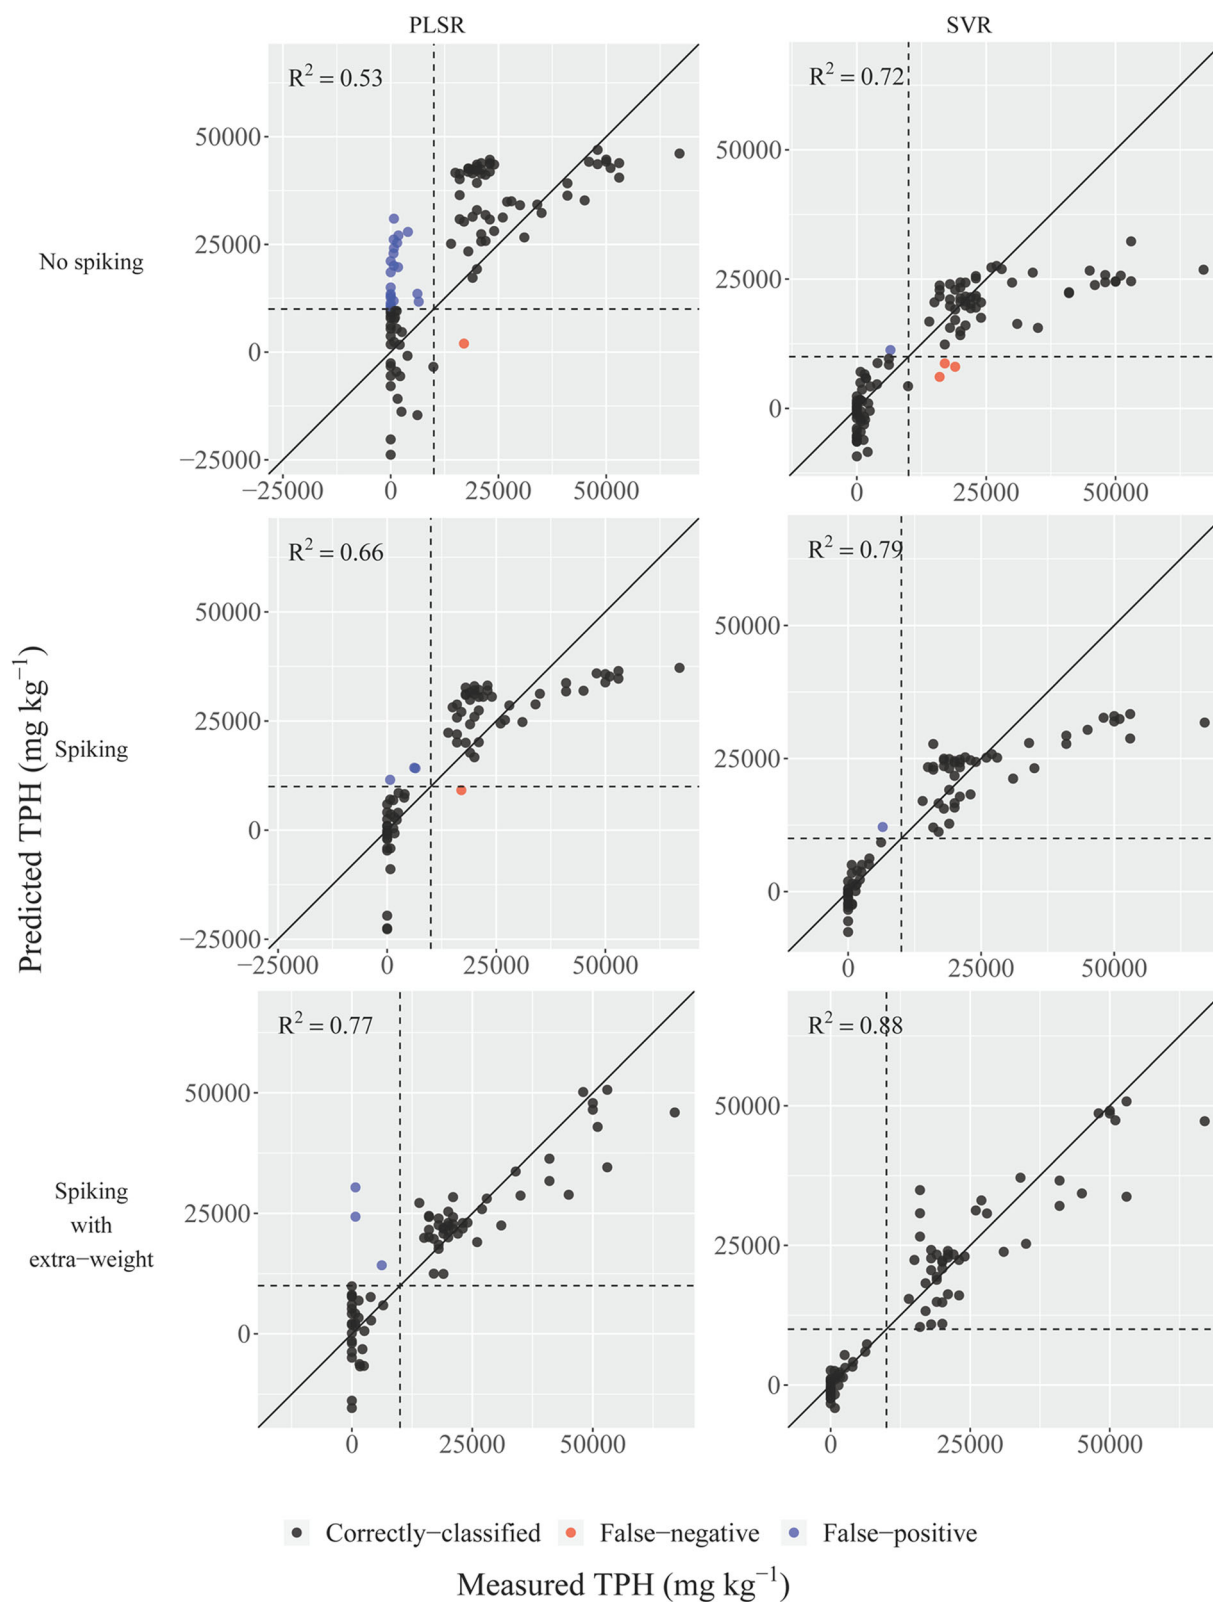 PLSR
SVR
No spiking
R² = 0.53
50000
25000
0
−25000
−25000
0
25000
50000
R² = 0.72
50000
25000
0
0
25000
50000
Predicted TPH (mg kg⁻¹)
Spiking
R² = 0.66
50000
25000
0
−25000
−25000
0
25000
50000
R² = 0.79
50000
25000
0
0
25000
50000
Spiking
with
extra−weight
R² = 0.77
50000
25000
0
0
25000
50000
R² = 0.88
50000
25000
0
0
25000
50000
Correctly−classified
False−negative
False−positive
Measured TPH (mg kg⁻¹)